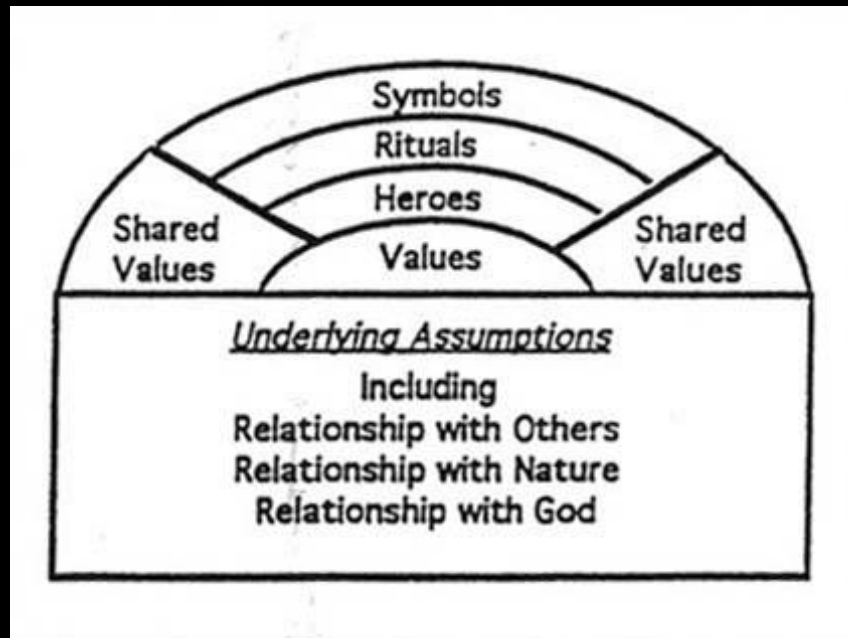 Symbols
Rituals
Heroes
Values
Shared
Values
Shared
Values
Underlying Assumptions
Including
Relationship with Others
Relationship with Nature
Relationship with God